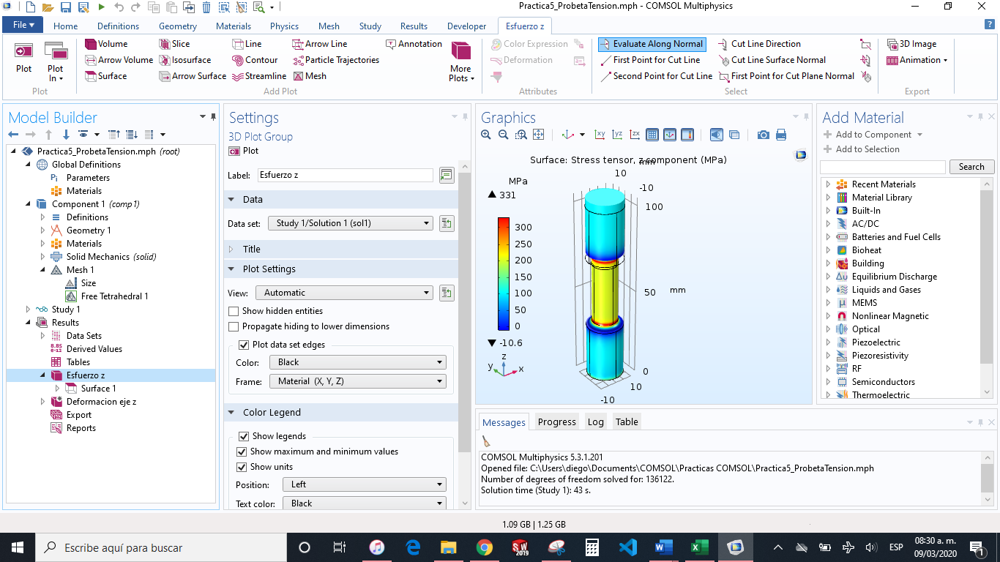 Practica5_ProbetaTension.mph - COMSOL Multiphysics
File Home Definitions Geometry Materials Physics Mesh Study Results Developer Esfuerzo z
Volume Slice Line Arrow Line Annotation Color Expression Evaluate Along Normal Cut Line Direction 3D Image
Arrow Volume Isosurface Contour Particle Trajectories Deformation First Point for Cut Line Cut Line Surface Normal Animation
Plot Plot In Surface Arrow Surface Streamline Mesh More Plots Second Point for Cut Line First Point for Cut Plane Normal
Plot Add Plot Attributes Select Export
Model Builder
Practica5_ProbetaTension.mph (root)
Global Definitions
Parameters
Materials
Component 1 (comp1)
Definitions
Geometry 1
Materials
Solid Mechanics (solid)
Mesh 1
Size
Free Tetrahedral 1
Study 1
Results
Data Sets
Derived Values
Tables
Esfuerzo z
Surface 1
Deformacion eje z
Export
Reports
Settings
3D Plot Group
Plot
Label: Esfuerzo z
Data
Data set: Study 1/Solution 1 (sol1)
Title
Plot Settings
View: Automatic
Show hidden entities
Propagate hiding to lower dimensions
Plot data set edges
Color: Black
Frame: Material (X, Y, Z)
Color Legend
Show legends
Show maximum and minimum values
Show units
Position: Left
Text color: Black
Graphics
xy yz zx
Surface: Stress tensor, z component (MPa)
mm
10
-10
100
50 mm
0
10
-10
MPa
331
300
250
200
150
100
50
0
-10.6
z
y x
Add Material
Add to Component
Add to Selection
Search
Recent Materials
Material Library
Built-In
AC/DC
Batteries and Fuel Cells
Bioheat
Building
Equilibrium Discharge
Liquids and Gases
MEMS
Nonlinear Magnetic
Optical
Piezoelectric
Piezoresistivity
RF
Semiconductors
Thermoelectric
Messages Progress Log Table
COMSOL Multiphysics 5.3.1.201
Opened file: C:\Users\diego\Documents\COMSOL\Practicas COMSOL\Practica5_ProbetaTension.mph
Number of degrees of freedom solved for: 136122.
Solution time (Study 1): 43 s.
1.09 GB | 1.25 GB
Escribe aquí para buscar
SW 2019
ESP
08:30 a. m.
09/03/2020
1